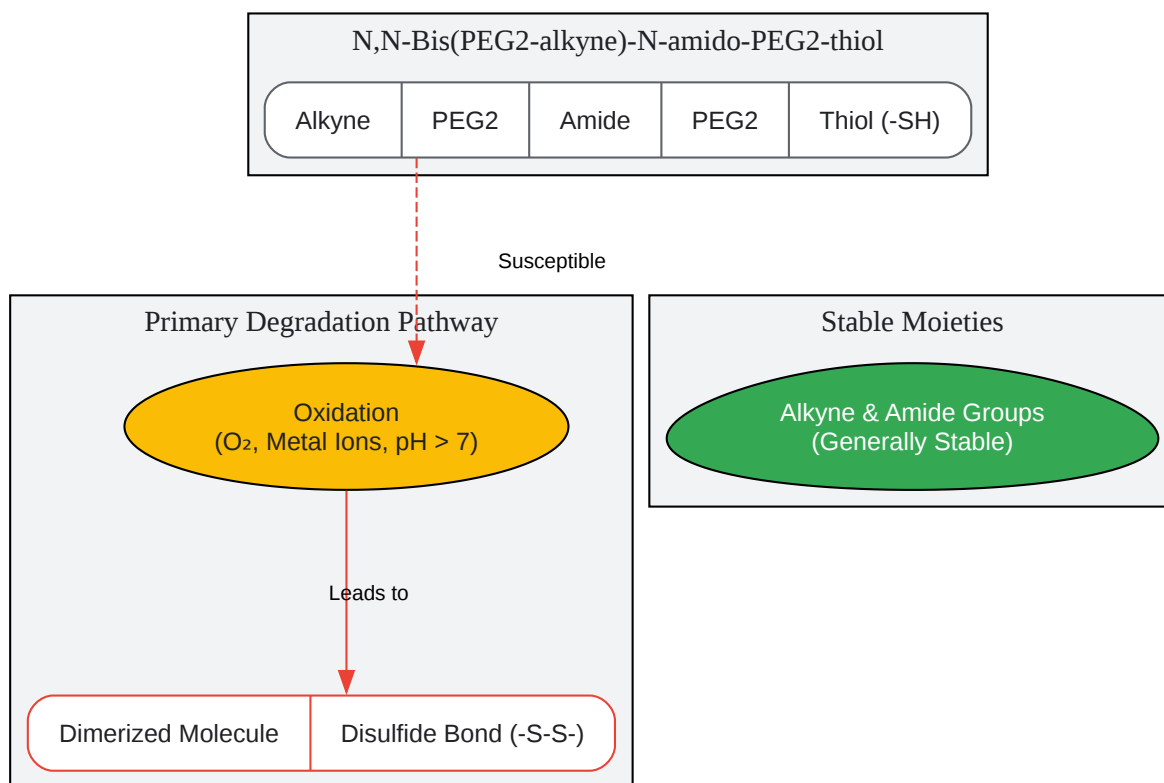 N,N-Bis(PEG2-alkyne)-N-amido-PEG2-thiol
Alkyne PEG2 Amide PEG2 Thiol (-SH)
Susceptible
Primary Degradation Pathway
Oxidation
(O₂, Metal Ions, pH > 7)
Leads to
Dimerized Molecule Disulfide Bond (-S-S-)
Stable Moieties
Alkyne & Amide Groups
(Generally Stable)